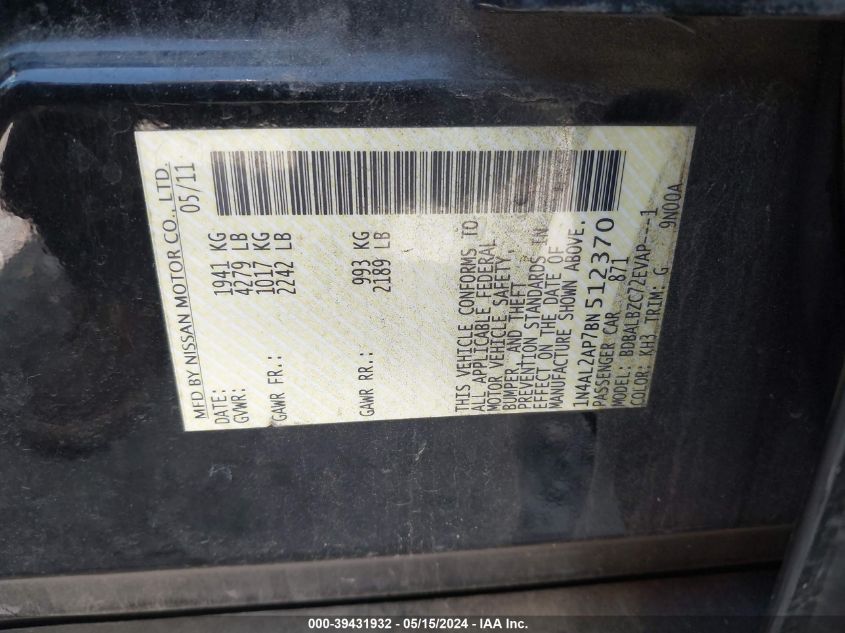 MFD BY NISSAN MOTOR CO., LTD.
DATE: 05/11
GVWR: 1941 KG
4279 LB
GAWR FR.: 1017 KG
2242 LB
GAWR RR.: 993 KG
2189 LB
THIS VEHICLE CONFORMS TO
ALL APPLICABLE FEDERAL
MOTOR VEHICLE SAFETY
BUMPER, AND THEFT
PREVENTION STANDARDS IN
EFFECT ON THE DATE OF
MANUFACTURE SHOWN ABOVE.
1N4AL2AP7BN512370
PASSENGER CAR 871
MODEL: BDBALBZC72EVAP---1
COLOR: KH3 TRIM: G 9N00A
000-39431932 - 05/15/2024 - IAA Inc.